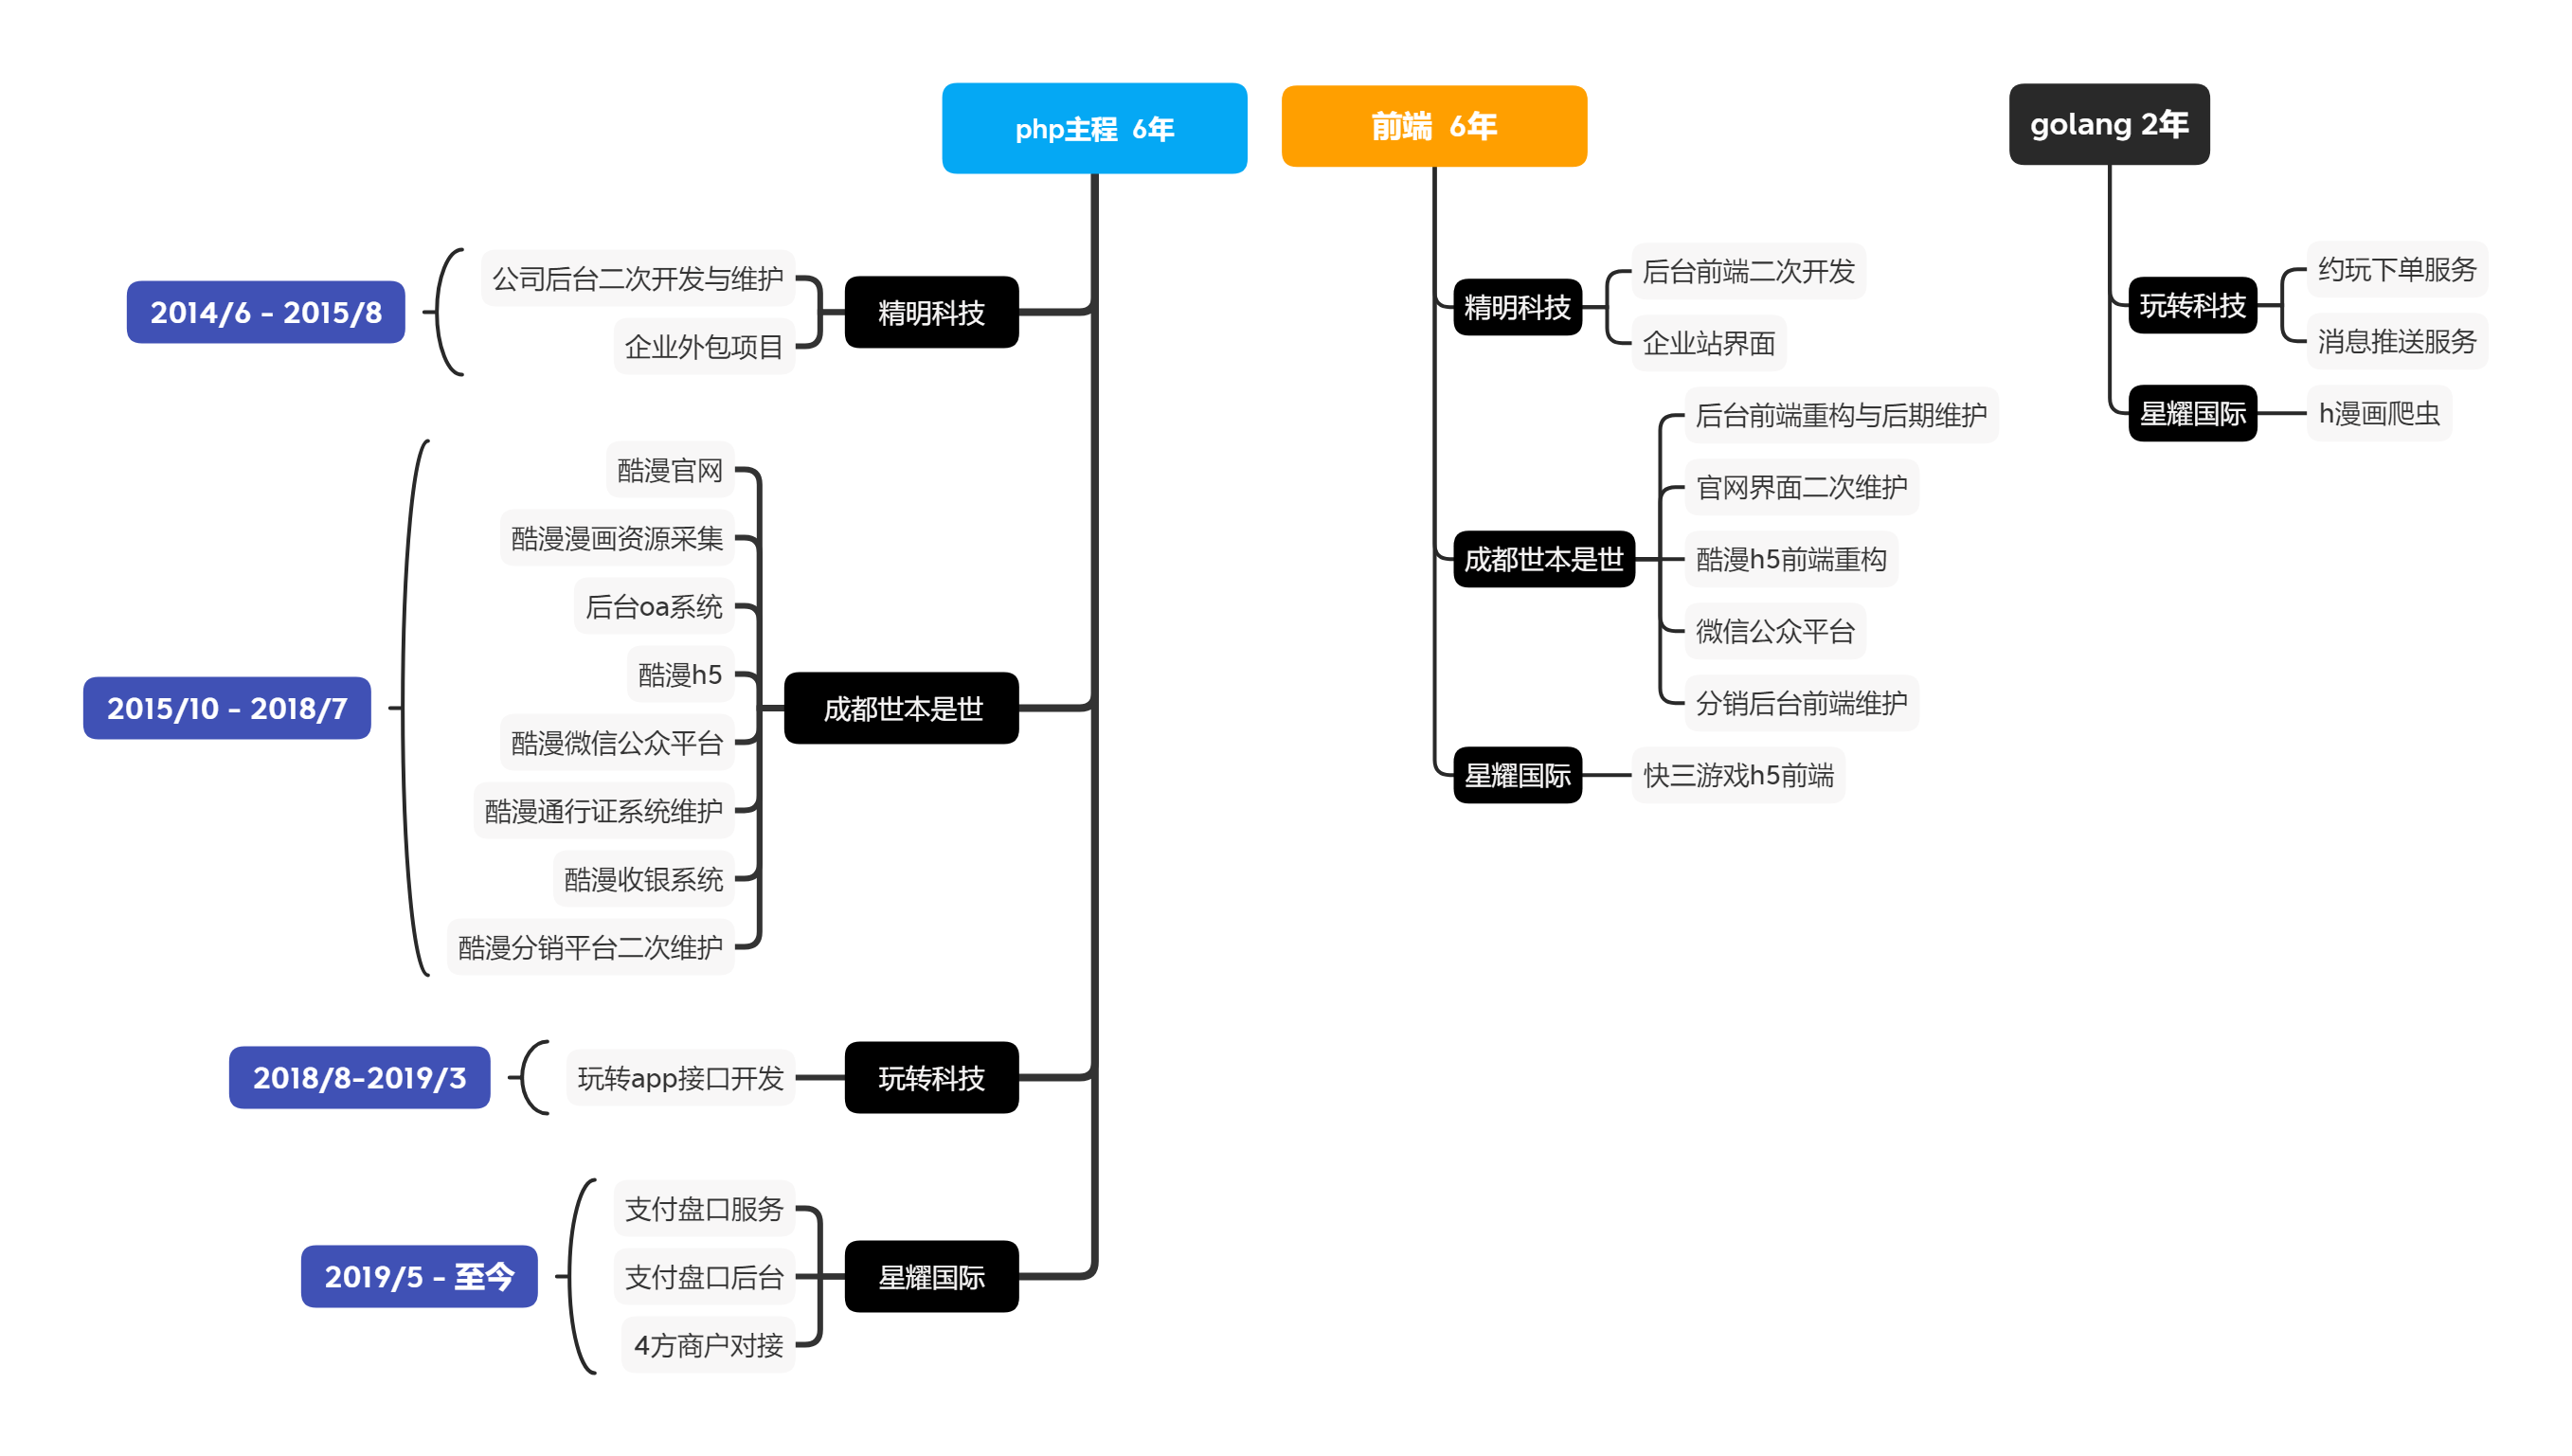 php主程 6年
2014/6 - 2015/8
公司后台二次开发与维护
企业外包项目
精明科技
2015/10 - 2018/7
酷漫官网
酷漫漫画资源采集
后台oa系统
酷漫h5
酷漫微信公众平台
酷漫通行证系统维护
酷漫收银系统
酷漫分销平台二次维护
成都世本是世
2018/8-2019/3
玩转app接口开发
玩转科技
2019/5 - 至今
支付盘口服务
支付盘口后台
4方商户对接
星耀国际
前端 6年
精明科技
后台前端二次开发
企业站界面
成都世本是世
后台前端重构与后期维护
官网界面二次维护
酷漫h5前端重构
微信公众平台
分销后台前端维护
星耀国际
快三游戏h5前端
golang 2年
玩转科技
约玩下单服务
消息推送服务
星耀国际
h漫画爬虫